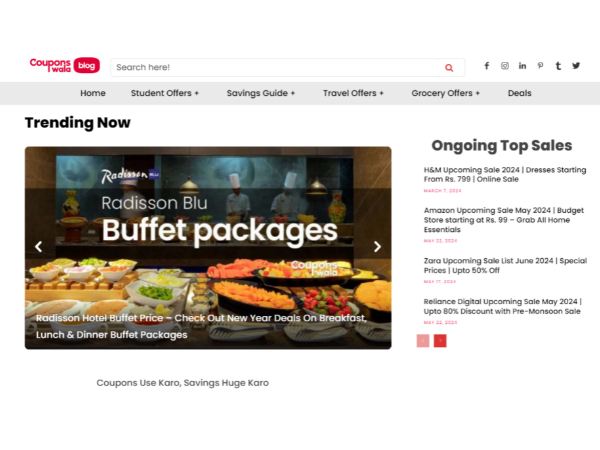 Coupons
wala
blog
Search here!
Home
Student Offers +
Savings Guide +
Travel Offers +
Grocery Offers +
Deals
Trending Now
Radisson BLU
Radisson Blu
Buffet packages
Coupons
wala
Radisson Hotel Buffet Price – Check Out New Year Deals On Breakfast,
Lunch & Dinner Buffet Packages
Coupons Use Karo, Savings Huge Karo
Ongoing Top Sales
H&M Upcoming Sale 2024 | Dresses Starting
From Rs. 799 | Online Sale
MARCH 7, 2024
Amazon Upcoming Sale May 2024 | Budget
Store starting at Rs. 99 – Grab All Home
Essentials
MAY 22, 2024
Zara Upcoming Sale List June 2024 | Special
Prices | Upto 50% Off
MAY 17, 2024
Reliance Digital Upcoming Sale May 2024 |
Upto 80% Discount with Pre-Monsoon Sale
MAY 22, 2024